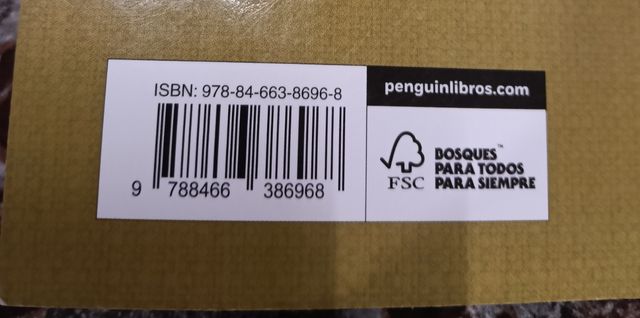 ISBN: 978-84-663-8696-8
9 788466 386968
penguinlibros.com
FSC
BOSQUES™
PARA TODOS
PARA SIEMPRE